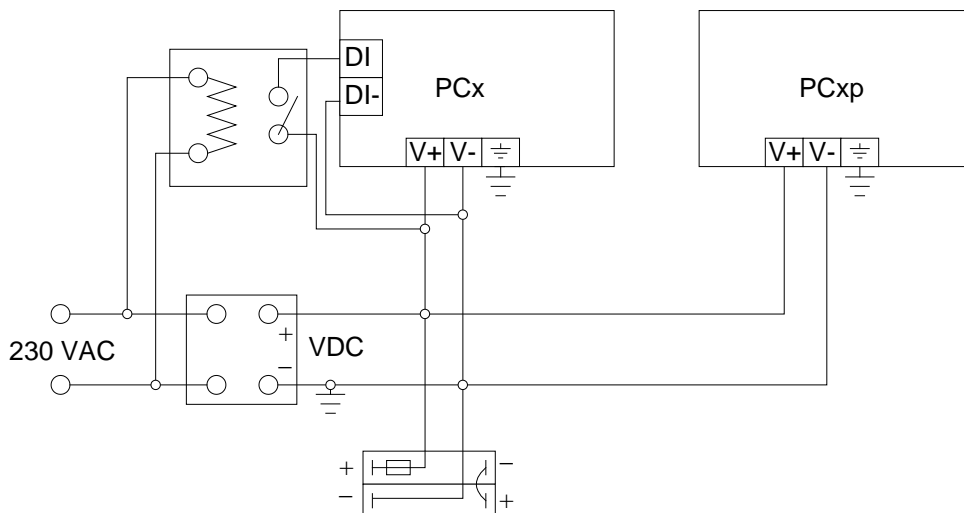 DI
DI-
PCx
PCxp
V+ V-
V+ V-
230 VAC
+
VDC
−
+ −
− +